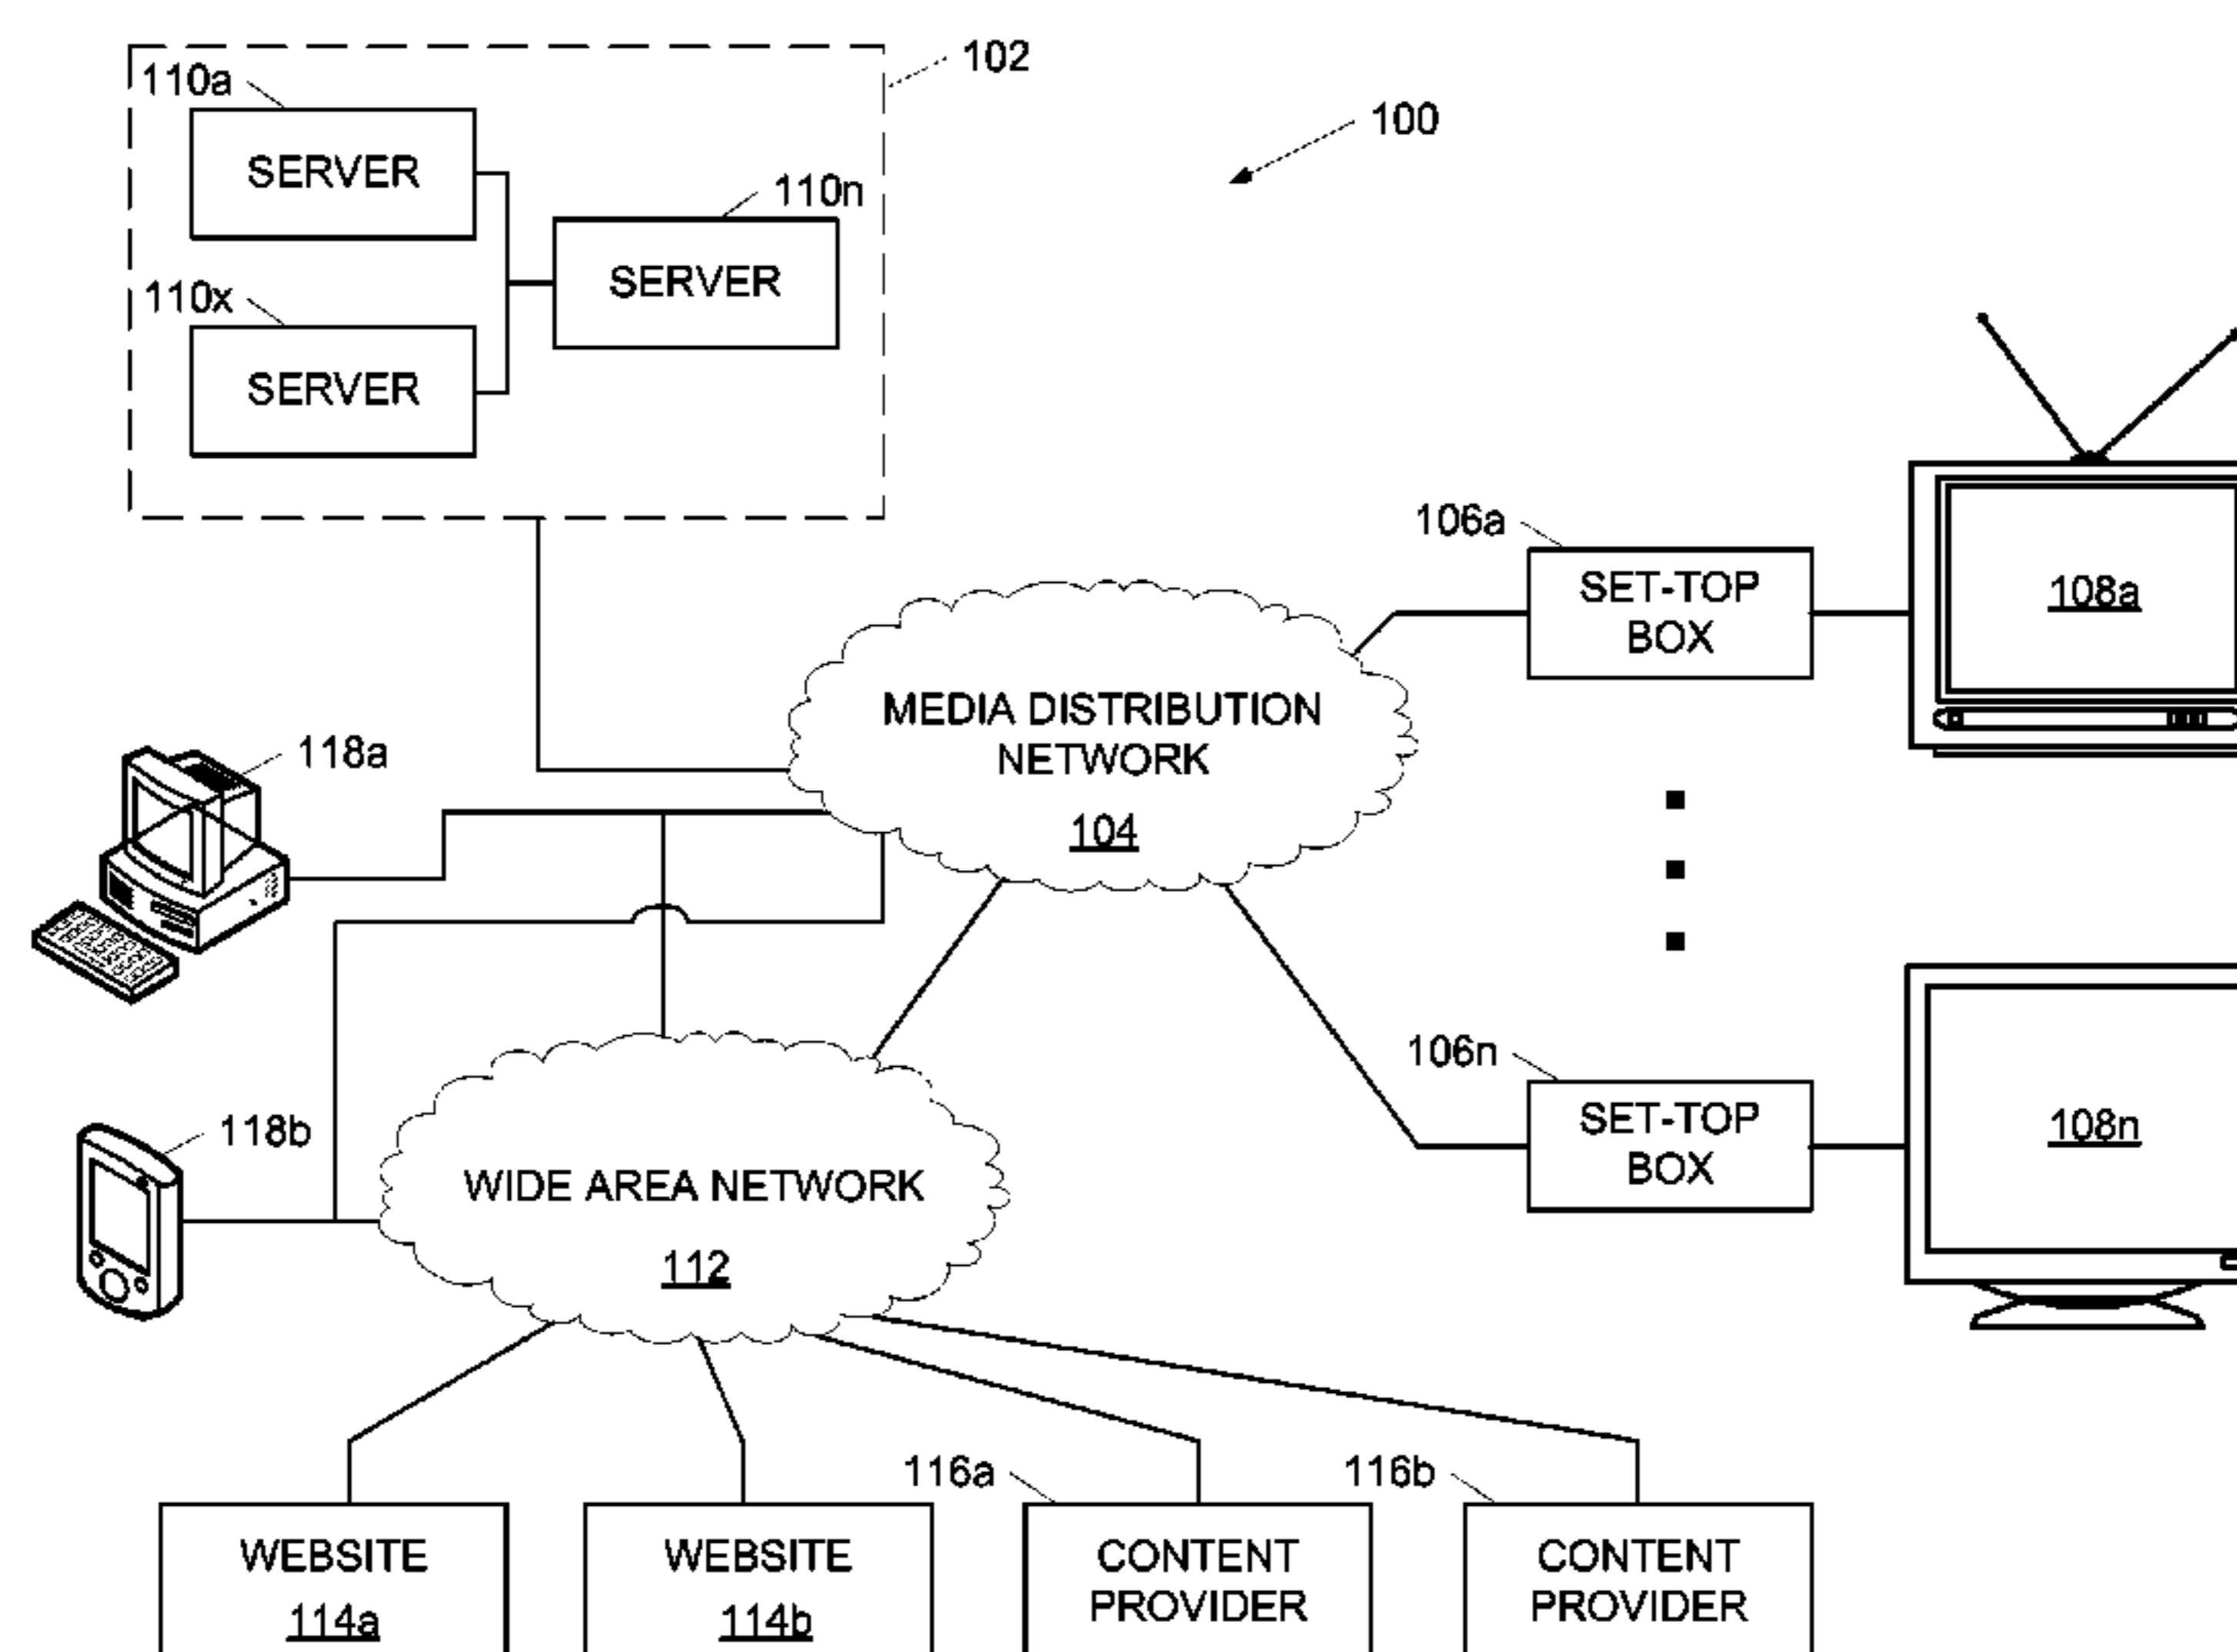 102
110a
100
SERVER
110n
SERVER
110x
SERVER
106a
SET-TOP
BOX
108a
MEDIA DISTRIBUTION
NETWORK
104
118a
106n
SET-TOP
BOX
108n
118b
WIDE AREA NETWORK
112
116a
116b
WEBSITE
114a
WEBSITE
114b
CONTENT
PROVIDER
CONTENT
PROVIDER